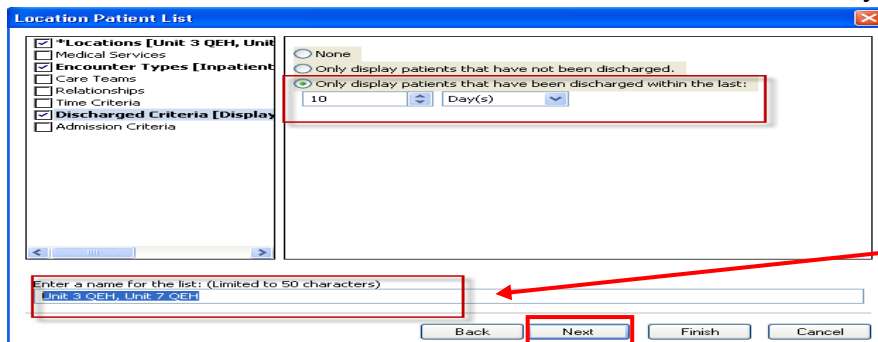 Location Patient List
*Locations [Unit 3 QEH, Unit
Medical Services
Encounter Types [Inpatient
Care Teams
Relationships
Time Criteria
Discharged Criteria [Display
Admission Criteria
None
Only display patients that have not been discharged.
Only display patients that have been discharged within the last:
10 Day(s)
Enter a name for the list: (Limited to 50 characters)
Unit 3 QEH, Unit 7 QEH
Back Next Finish Cancel